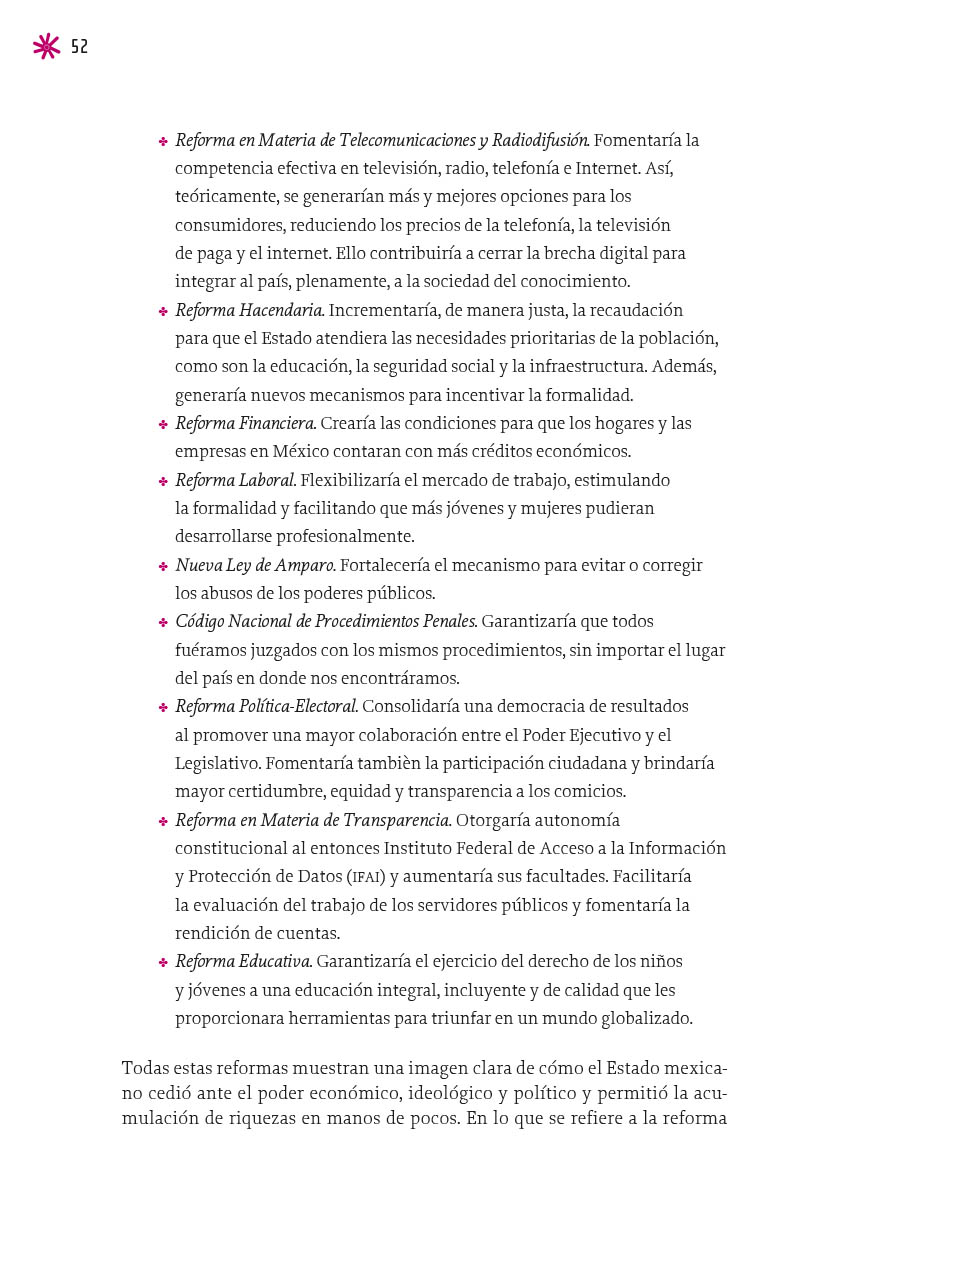 52
✤ Reforma en Materia de Telecomunicaciones y Radiodifusión. Fomentaría la
competencia efectiva en televisión, radio, telefonía e Internet. Así,
teóricamente, se generarían más y mejores opciones para los
consumidores, reduciendo los precios de la telefonía, la televisión
de paga y el internet. Ello contribuiría a cerrar la brecha digital para
integrar al país, plenamente, a la sociedad del conocimiento.
✤ Reforma Hacendaria. Incrementaría, de manera justa, la recaudación
para que el Estado atendiera las necesidades prioritarias de la población,
como son la educación, la seguridad social y la infraestructura. Además,
generaría nuevos mecanismos para incentivar la formalidad.
✤ Reforma Financiera. Crearía las condiciones para que los hogares y las
empresas en México contaran con más créditos económicos.
✤ Reforma Laboral. Flexibilizaría el mercado de trabajo, estimulando
la formalidad y facilitando que más jóvenes y mujeres pudieran
desarrollarse profesionalmente.
✤ Nueva Ley de Amparo. Fortalecería el mecanismo para evitar o corregir
los abusos de los poderes públicos.
✤ Código Nacional de Procedimientos Penales. Garantizaría que todos
fuéramos juzgados con los mismos procedimientos, sin importar el lugar
del país en donde nos encontráramos.
✤ Reforma Política-Electoral. Consolidaría una democracia de resultados
al promover una mayor colaboración entre el Poder Ejecutivo y el
Legislativo. Fomentaría tambièn la participación ciudadana y brindaría
mayor certidumbre, equidad y transparencia a los comicios.
✤ Reforma en Materia de Transparencia. Otorgaría autonomía
constitucional al entonces Instituto Federal de Acceso a la Información
y Protección de Datos (IFAI) y aumentaría sus facultades. Facilitaría
la evaluación del trabajo de los servidores públicos y fomentaría la
rendición de cuentas.
✤ Reforma Educativa. Garantizaría el ejercicio del derecho de los niños
y jóvenes a una educación integral, incluyente y de calidad que les
proporcionara herramientas para triunfar en un mundo globalizado.
Todas estas reformas muestran una imagen clara de cómo el Estado mexica-
no cedió ante el poder económico, ideológico y político y permitió la acu-
mulación de riquezas en manos de pocos. En lo que se refiere a la reforma